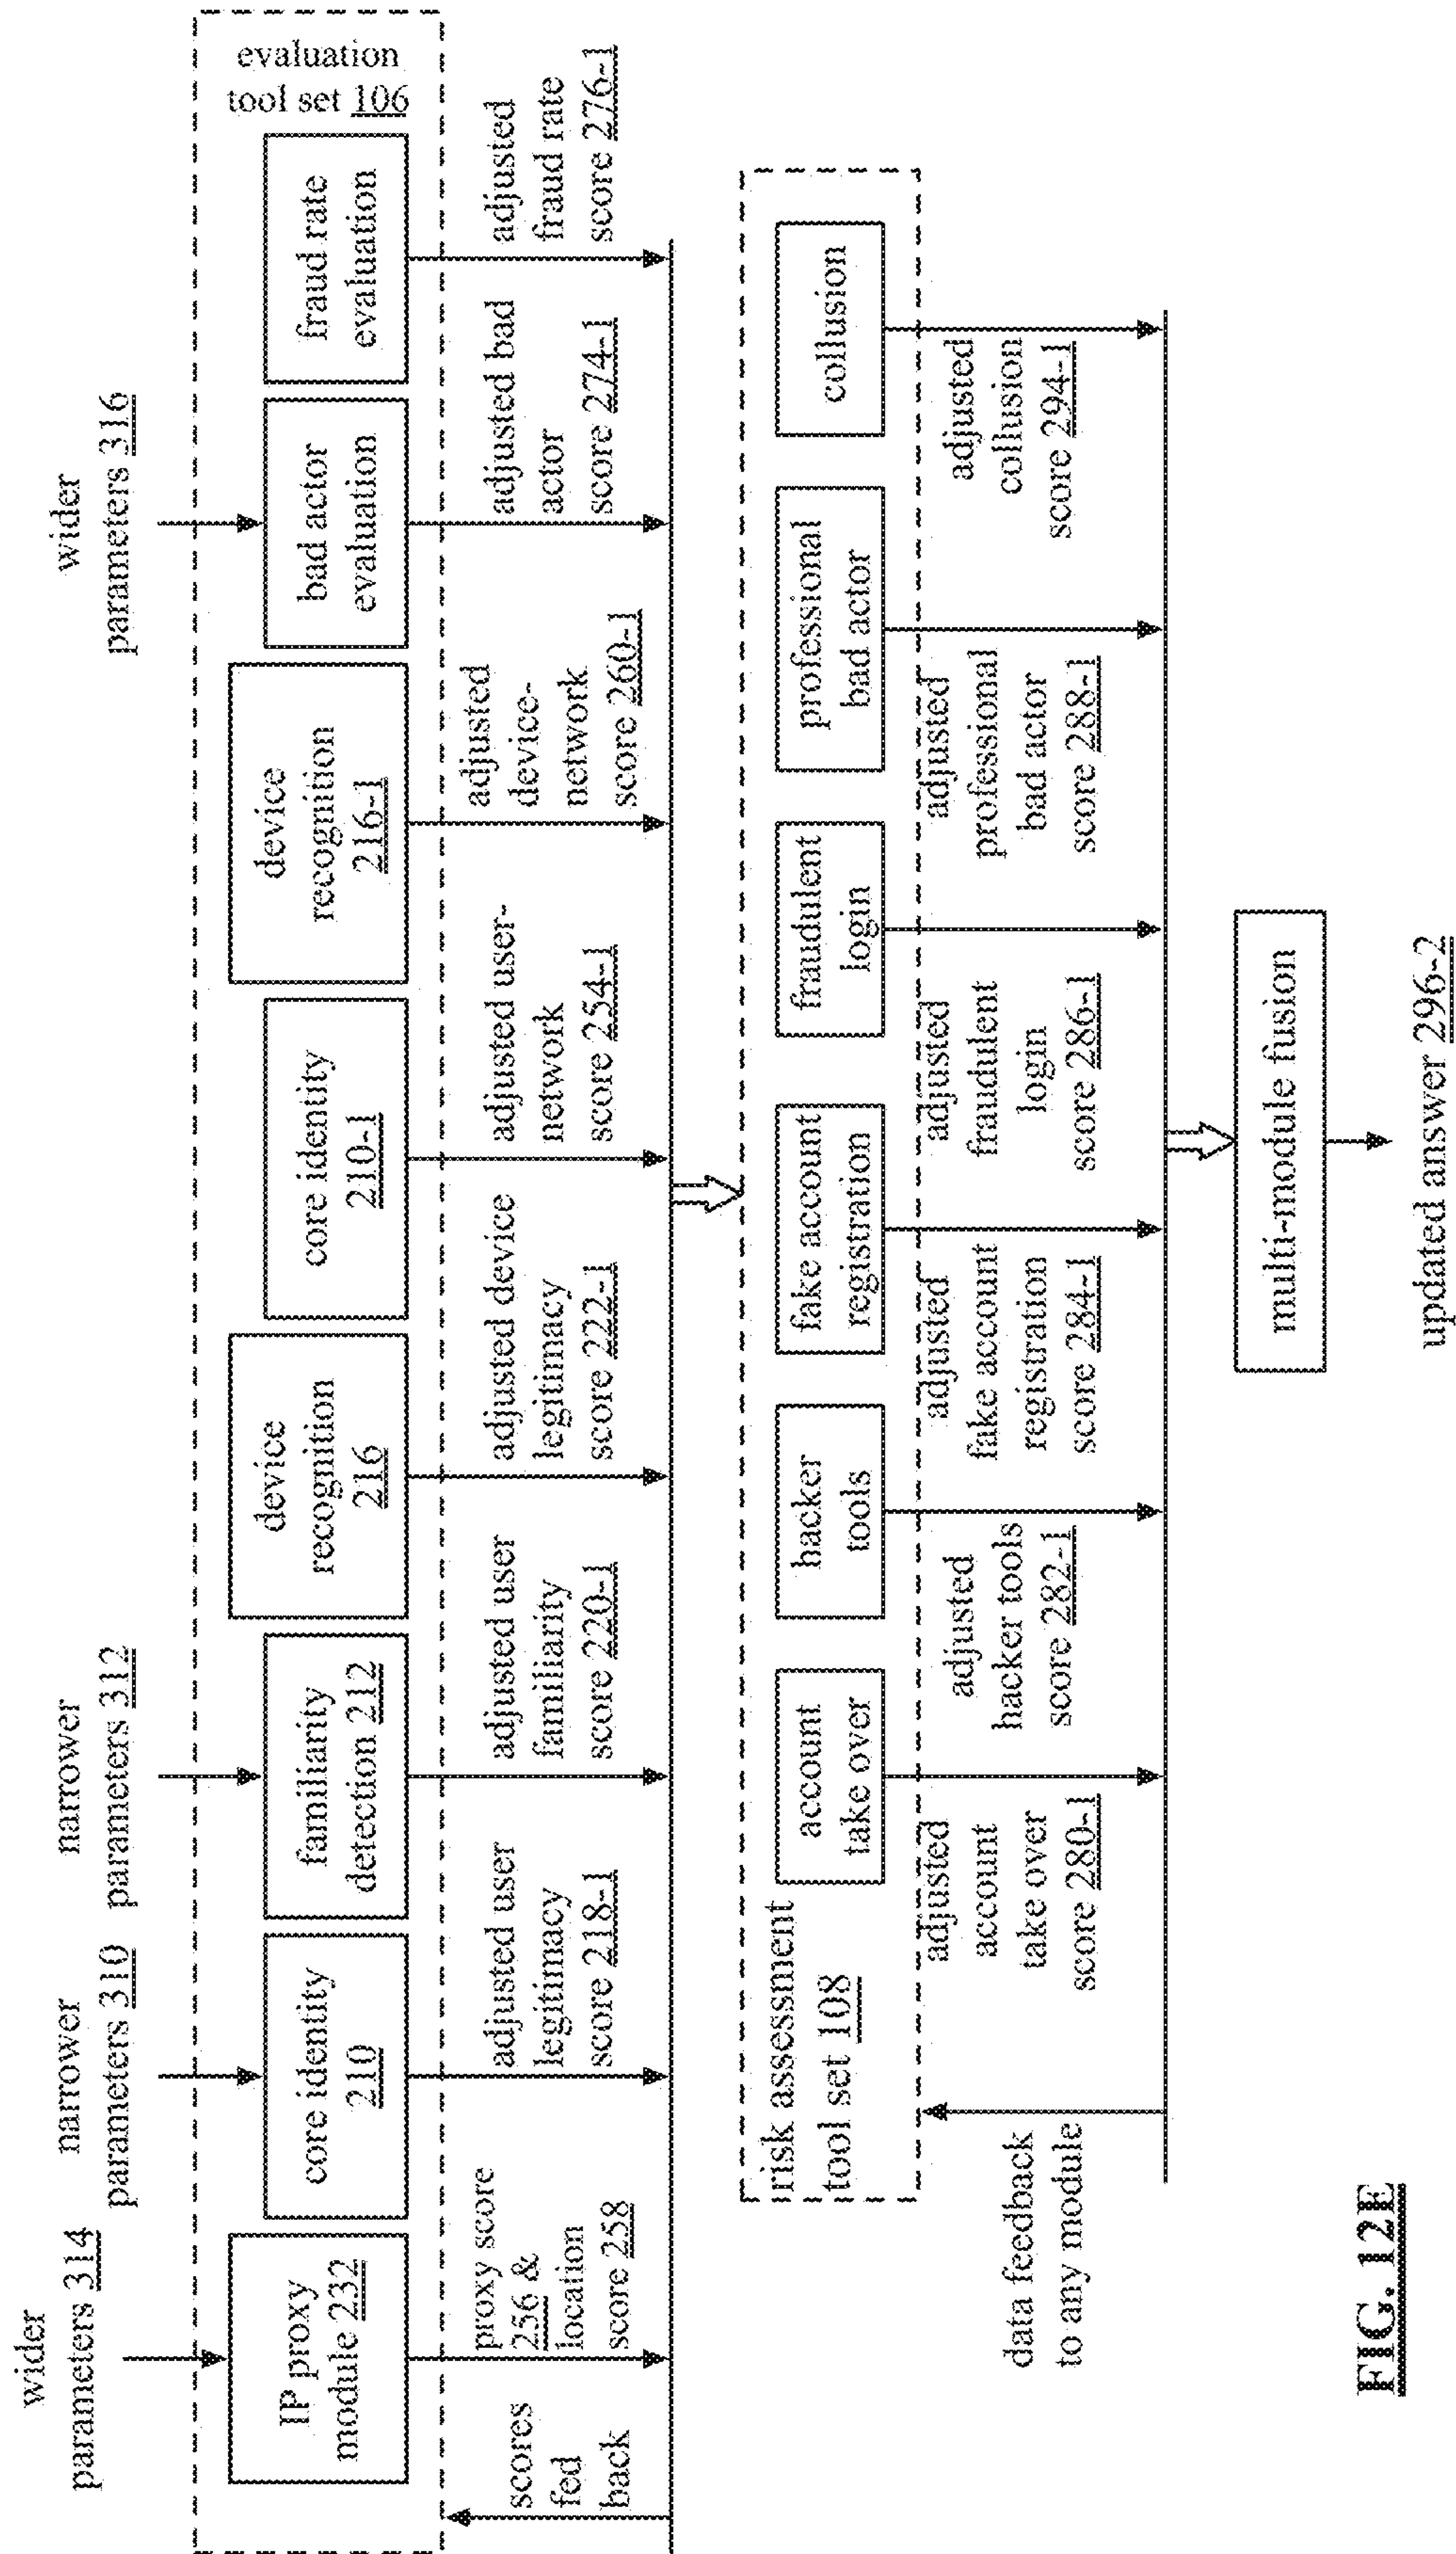 wider
parameters 314
narrower
parameters 310
narrower
parameters 312
wider
parameters 316
evaluation
tool set 106
IP proxy
module 232
core identity
210
familiarity
detection 212
device
recognition
216
core identity
210-1
device
recognition
216-1
bad actor
evaluation
fraud rate
evaluation
scores
fed
back
proxy score
256 &
location
score 258
adjusted user
legitimacy
score 218-1
adjusted user
familiarity
score 220-1
adjusted device
legitimacy
score 222-1
adjusted user-
network
score 254-1
adjusted
device-
network
score 260-1
adjusted bad
actor
score 274-1
adjusted
fraud rate
score 276-1
risk assessment
tool set 108
account
take over
hacker
tools
fake account
registration
fraudulent
login
professional
bad actor
collusion
data feedback
to any module
adjusted
account
take over
score 280-1
adjusted
hacker tools
score 282-1
adjusted
fake account
registration
score 284-1
adjusted
fraudulent
login
score 286-1
adjusted
professional
bad actor
score 288-1
adjusted
collusion
score 294-1
multi-module fusion
updated answer 296-2
FIG. 12E